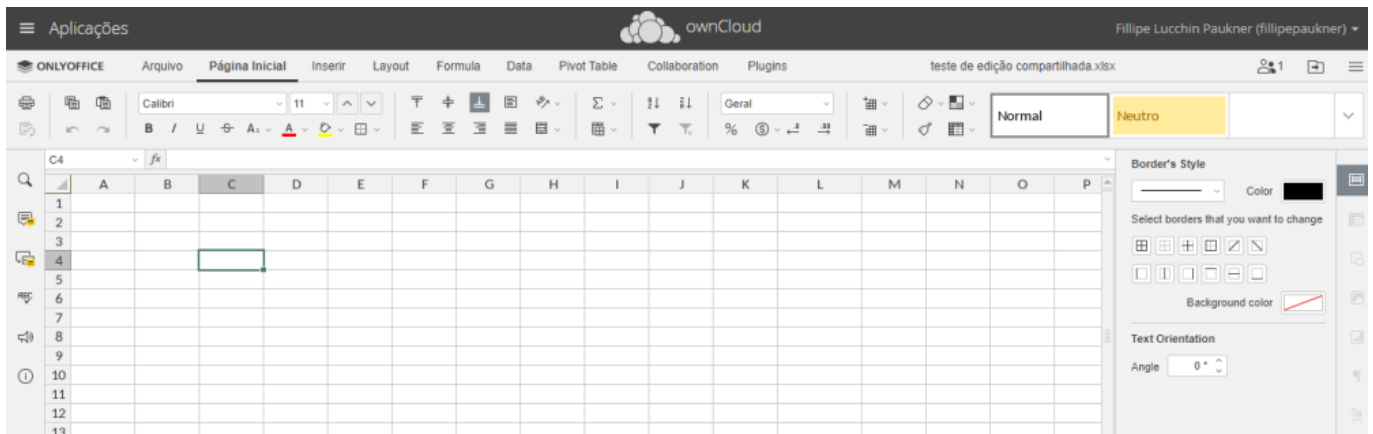 Aplicações
ownCloud
Fillipe Lucchin Paukner (fillipepaukner)
ONLYOFFICE
Arquivo Página Inicial Inserir Layout Formula Data Pivot Table Collaboration Plugins
teste de edição compartilhada.xlsx
1
Calibri 11
Geral
Normal
Neutro
B I U A
%
C4 fx
A B C D E F G H I J K L M N O P
1
2
3
4
5
6
7
8
9
10
11
12
13
ABC
Border's Style
Color
Select borders that you want to change
Background color
Text Orientation
Angle 0 °